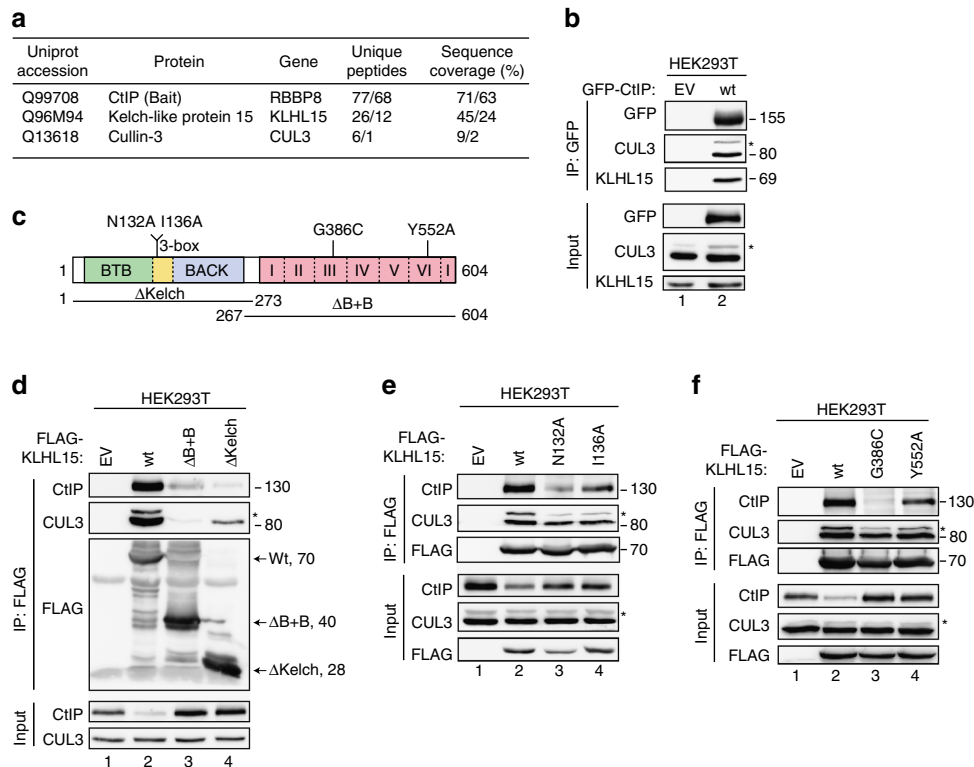 a
Uniprot accession Protein Gene Unique peptides Sequence coverage (%)
Q99708 CtIP (Bait) RBBP8 77/68 71/63
Q96M94 Kelch-like protein 15 KLHL15 26/12 45/24
Q13618 Cullin-3 CUL3 6/1 9/2
b
HEK293T
GFP-CtIP: EV wt
IP: GFP
GFP 155
CUL3 * 80
KLHL15 69
Input
GFP
CUL3 *
KLHL15
1 2
c
N132A I136A G386C Y552A
3-box
1 BTB BACK I II III IV V VI I 604
1 ΔKelch 273
267 ΔB+B 604
d
HEK293T
FLAG-
KLHL15: EV wt ΔB+B ΔKelch
IP: FLAG
CtIP 130
CUL3 * 80
FLAG
Wt, 70
ΔB+B, 40
ΔKelch, 28
Input
CtIP
CUL3
1 2 3 4
e
HEK293T
FLAG-
KLHL15: EV wt N132A I136A
IP: FLAG
CtIP 130
CUL3 * 80
FLAG 70
Input
CtIP
CUL3 *
FLAG
1 2 3 4
f
HEK293T
FLAG-
KLHL15: EV wt G386C Y552A
IP: FLAG
CtIP 130
CUL3 * 80
FLAG 70
Input
CtIP
CUL3 *
FLAG
1 2 3 4